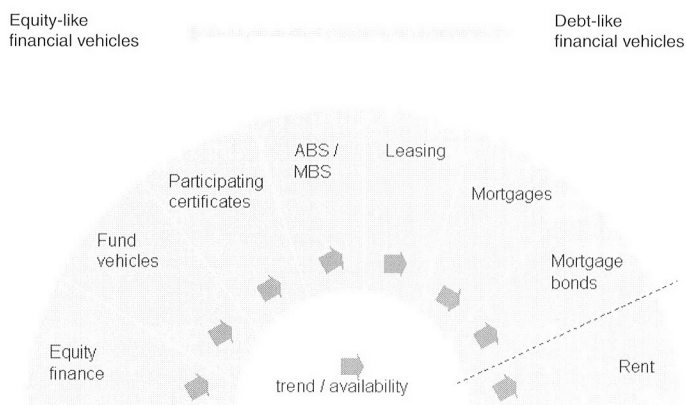 Equity-like
financial vehicles
Debt-like
financial vehicles
ABS /
MBS
Leasing
Participating
certificates
Mortgages
Fund
vehicles
Mortgage
bonds
Equity
finance
Rent
trend / availability